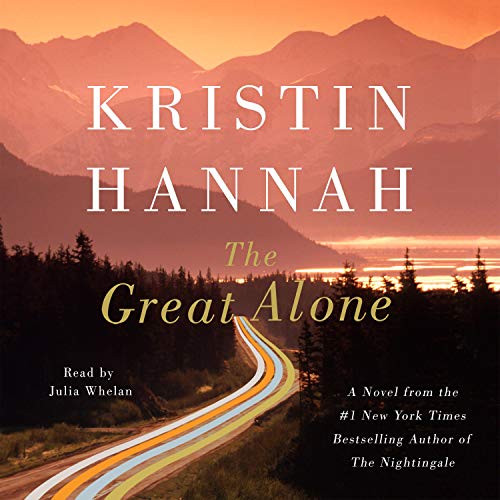 KRISTIN
HANNAH
The
Great Alone
Read by
Julia Whelan
A Novel from the
#1 New York Times
Bestselling Author of
The Nightingale